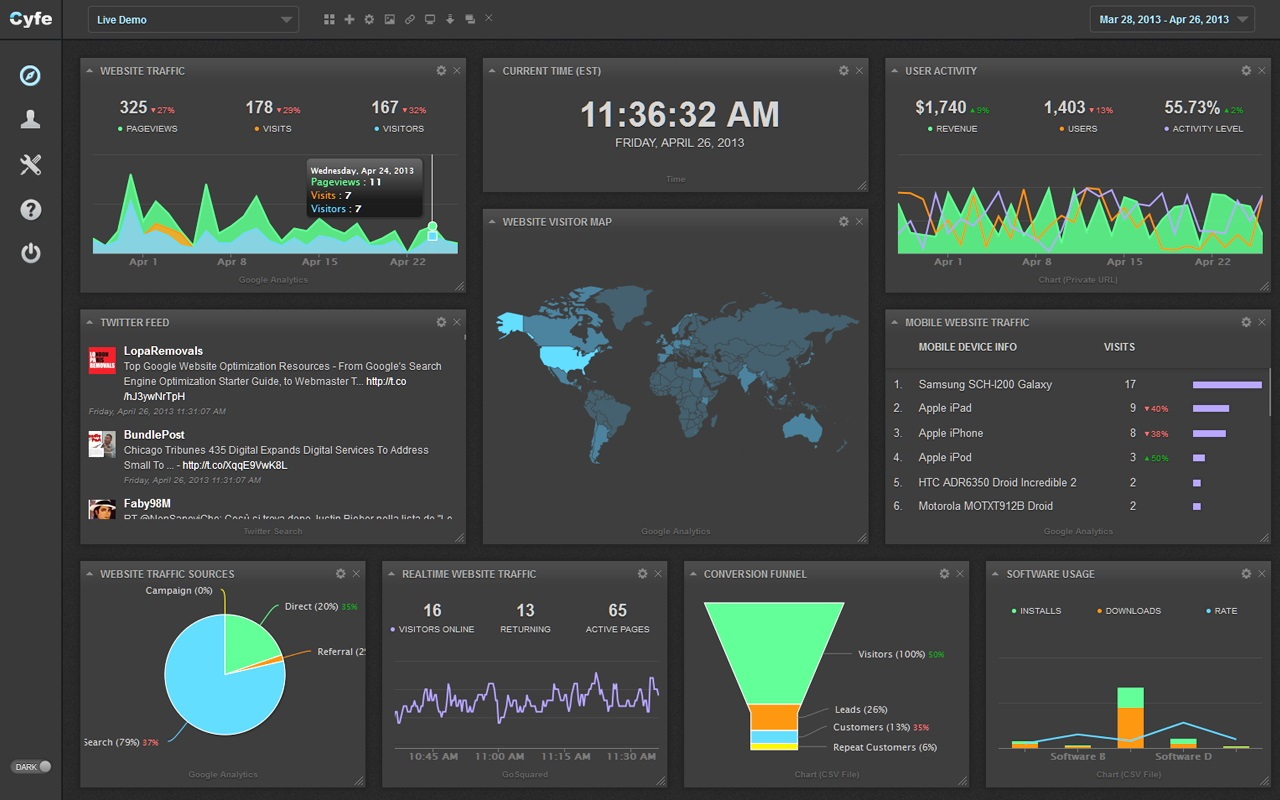 Cyfe
Live Demo
Mar 28, 2013 - Apr 26, 2013
WEBSITE TRAFFIC
325 ▼27%
178 ▼29%
167 ▼32%
PAGEVIEWS
VISITS
VISITORS
Wednesday, Apr 24, 2013
Pageviews : 11
Visits : 7
Visitors : 7
Apr 1
Apr 8
Apr 15
Apr 22
Google Analytics
CURRENT TIME (EST)
11:36:32 AM
FRIDAY, APRIL 26, 2013
Time
USER ACTIVITY
$1,740 ▲9%
1,403 ▼13%
55.73% ▲2%
REVENUE
USERS
ACTIVITY LEVEL
Apr 1
Apr 8
Apr 15
Apr 22
Chart (Private URL)
WEBSITE VISITOR MAP
Google Analytics
TWITTER FEED
LopaRemovals
Top Google Website Optimization Resources - From Google's Search
Engine Optimization Starter Guide, to Webmaster T... http://t.co
/hJ3ywNrTpH
Friday, April 26, 2013 11:31:07 AM
BundlePost
Chicago Tribunes 435 Digital Expands Digital Services To Address
Small To ... - http://t.co/XqqE9VwK8L
Friday, April 26, 2013 11:31:07 AM
Faby98M
RT @NonSapeviChe: Così si trova dopo Justin Bieber nella lista de "Le
Twitter Search
MOBILE WEBSITE TRAFFIC
MOBILE DEVICE INFO
VISITS
1. Samsung SCH-I200 Galaxy 17
2. Apple iPad 9 ▼40%
3. Apple iPhone 8 ▼38%
4. Apple iPod 3 ▲50%
5. HTC ADR6350 Droid Incredible 2 2
6. Motorola MOTXT912B Droid 2
Google Analytics
WEBSITE TRAFFIC SOURCES
Campaign (0%)
Direct (20%) 35%
Referral (2%
Search (79%) 37%
Google Analytics
REALTIME WEBSITE TRAFFIC
16
13
65
VISITORS ONLINE
RETURNING
ACTIVE PAGES
10:45 AM
11:00 AM
11:15 AM
11:30 AM
GoSquared
CONVERSION FUNNEL
Visitors (100%) 50%
Leads (26%)
Customers (13%) 35%
Repeat Customers (6%)
Chart (CSV File)
SOFTWARE USAGE
INSTALLS
DOWNLOADS
RATE
Software B
Software D
Chart (CSV File)
DARK